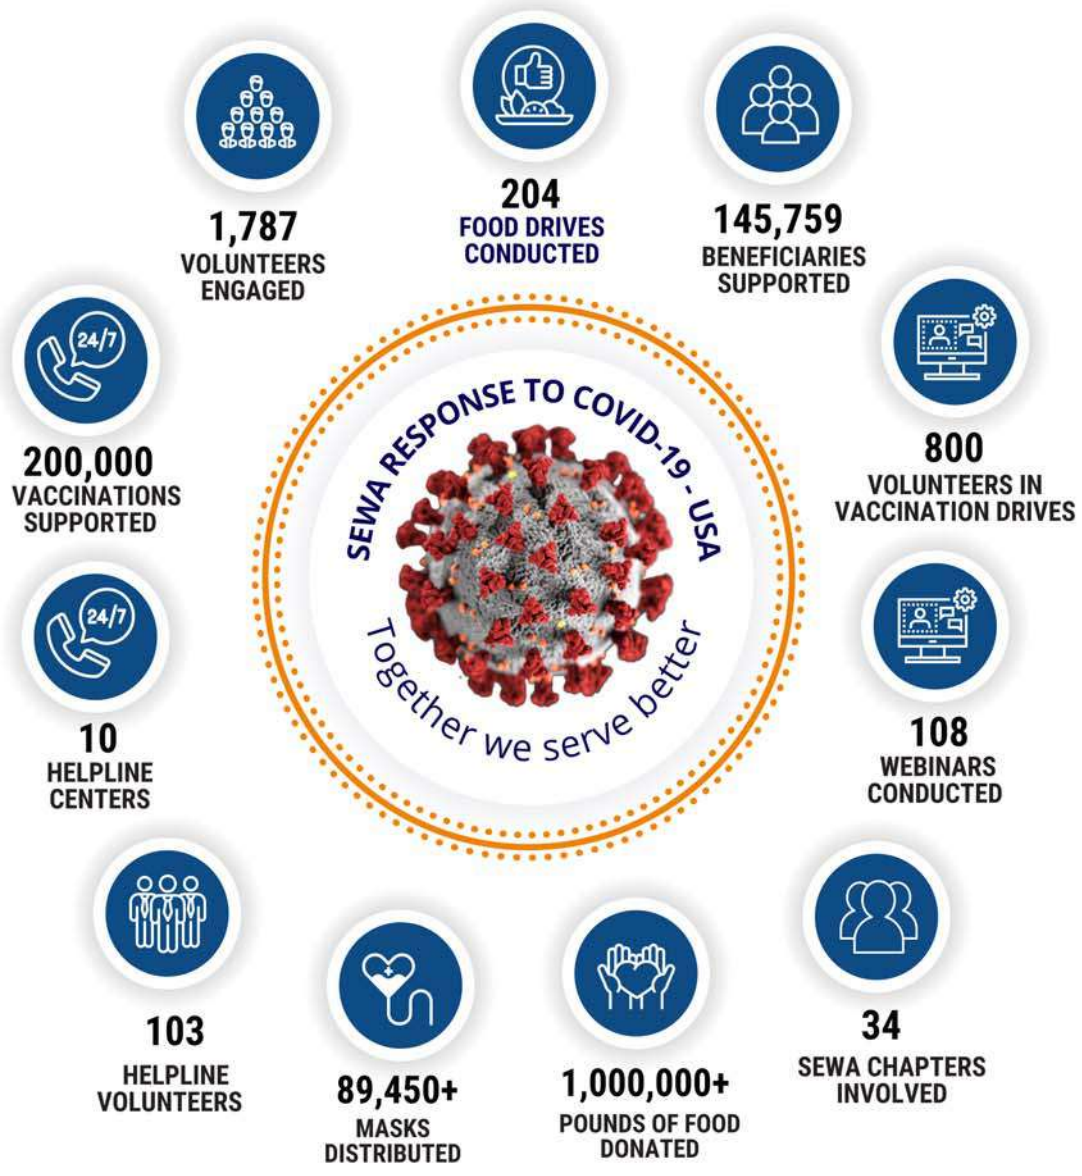 204
FOOD DRIVES
CONDUCTED
145,759
BENEFICIARIES
SUPPORTED
800
VOLUNTEERS IN
VACCINATION DRIVES
108
WEBINARS
CONDUCTED
34
SEWA CHAPTERS
INVOLVED
1,000,000+
POUNDS OF FOOD
DONATED
89,450+
MASKS
DISTRIBUTED
103
HELPLINE
VOLUNTEERS
24/7
10
HELPLINE
CENTERS
24/7
200,000
VACCINATIONS
SUPPORTED
1,787
VOLUNTEERS
ENGAGED
SEWA RESPONSE TO COVID-19 - USA
Together we serve better